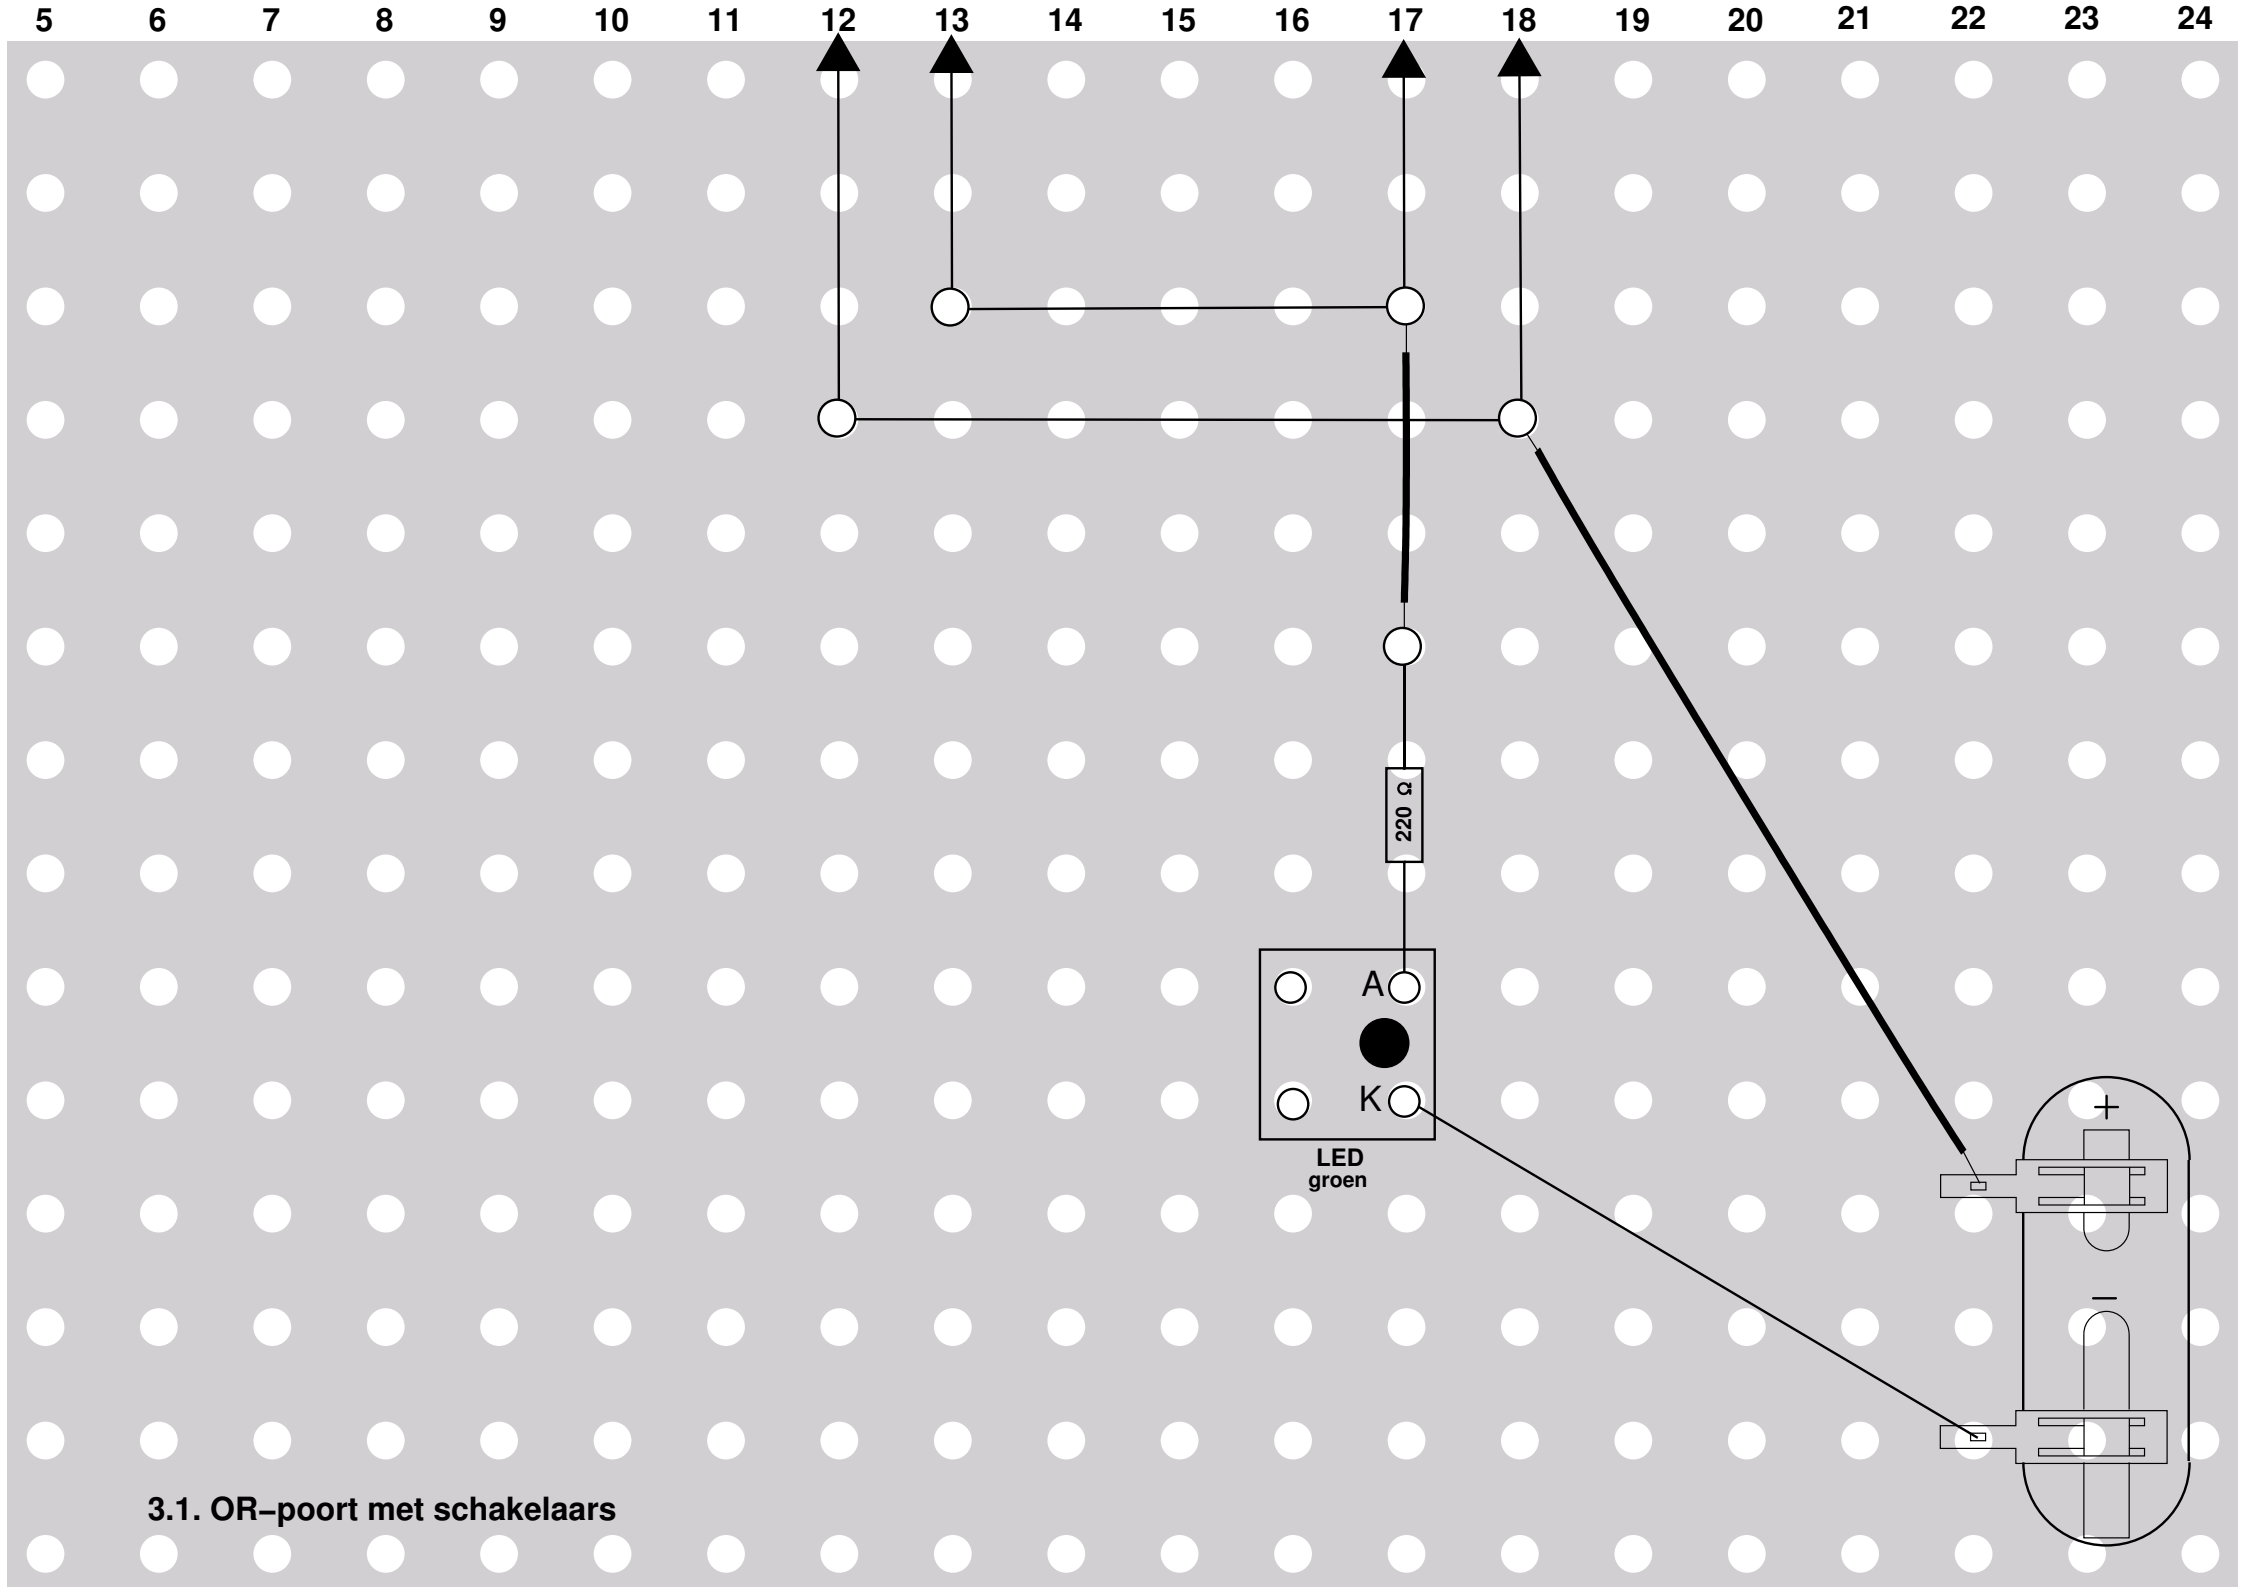 5 6 7 8 9 10 11 12 13 14 15 16 17 18 19 20 21 22 23 24
220 Ω
A
K
LED
groen
+
−
3.1. OR−poort met schakelaars